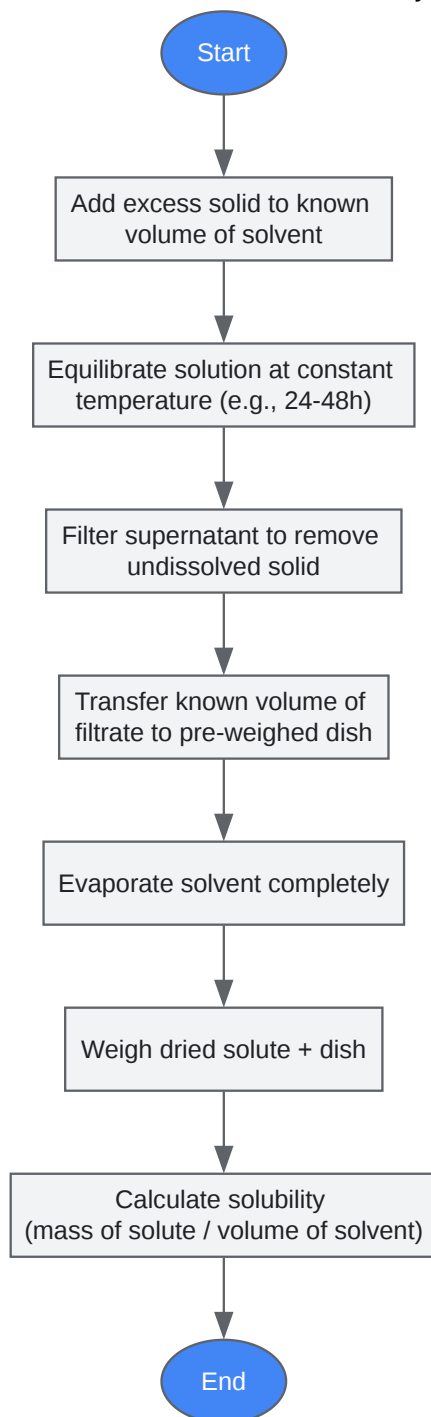 Start
Add excess solid to known
volume of solvent
Equilibrate solution at constant
temperature (e.g., 24-48h)
Filter supernatant to remove
undissolved solid
Transfer known volume of
filtrate to pre-weighed dish
Evaporate solvent completely
Weigh dried solute + dish
Calculate solubility
(mass of solute / volume of solvent)
End